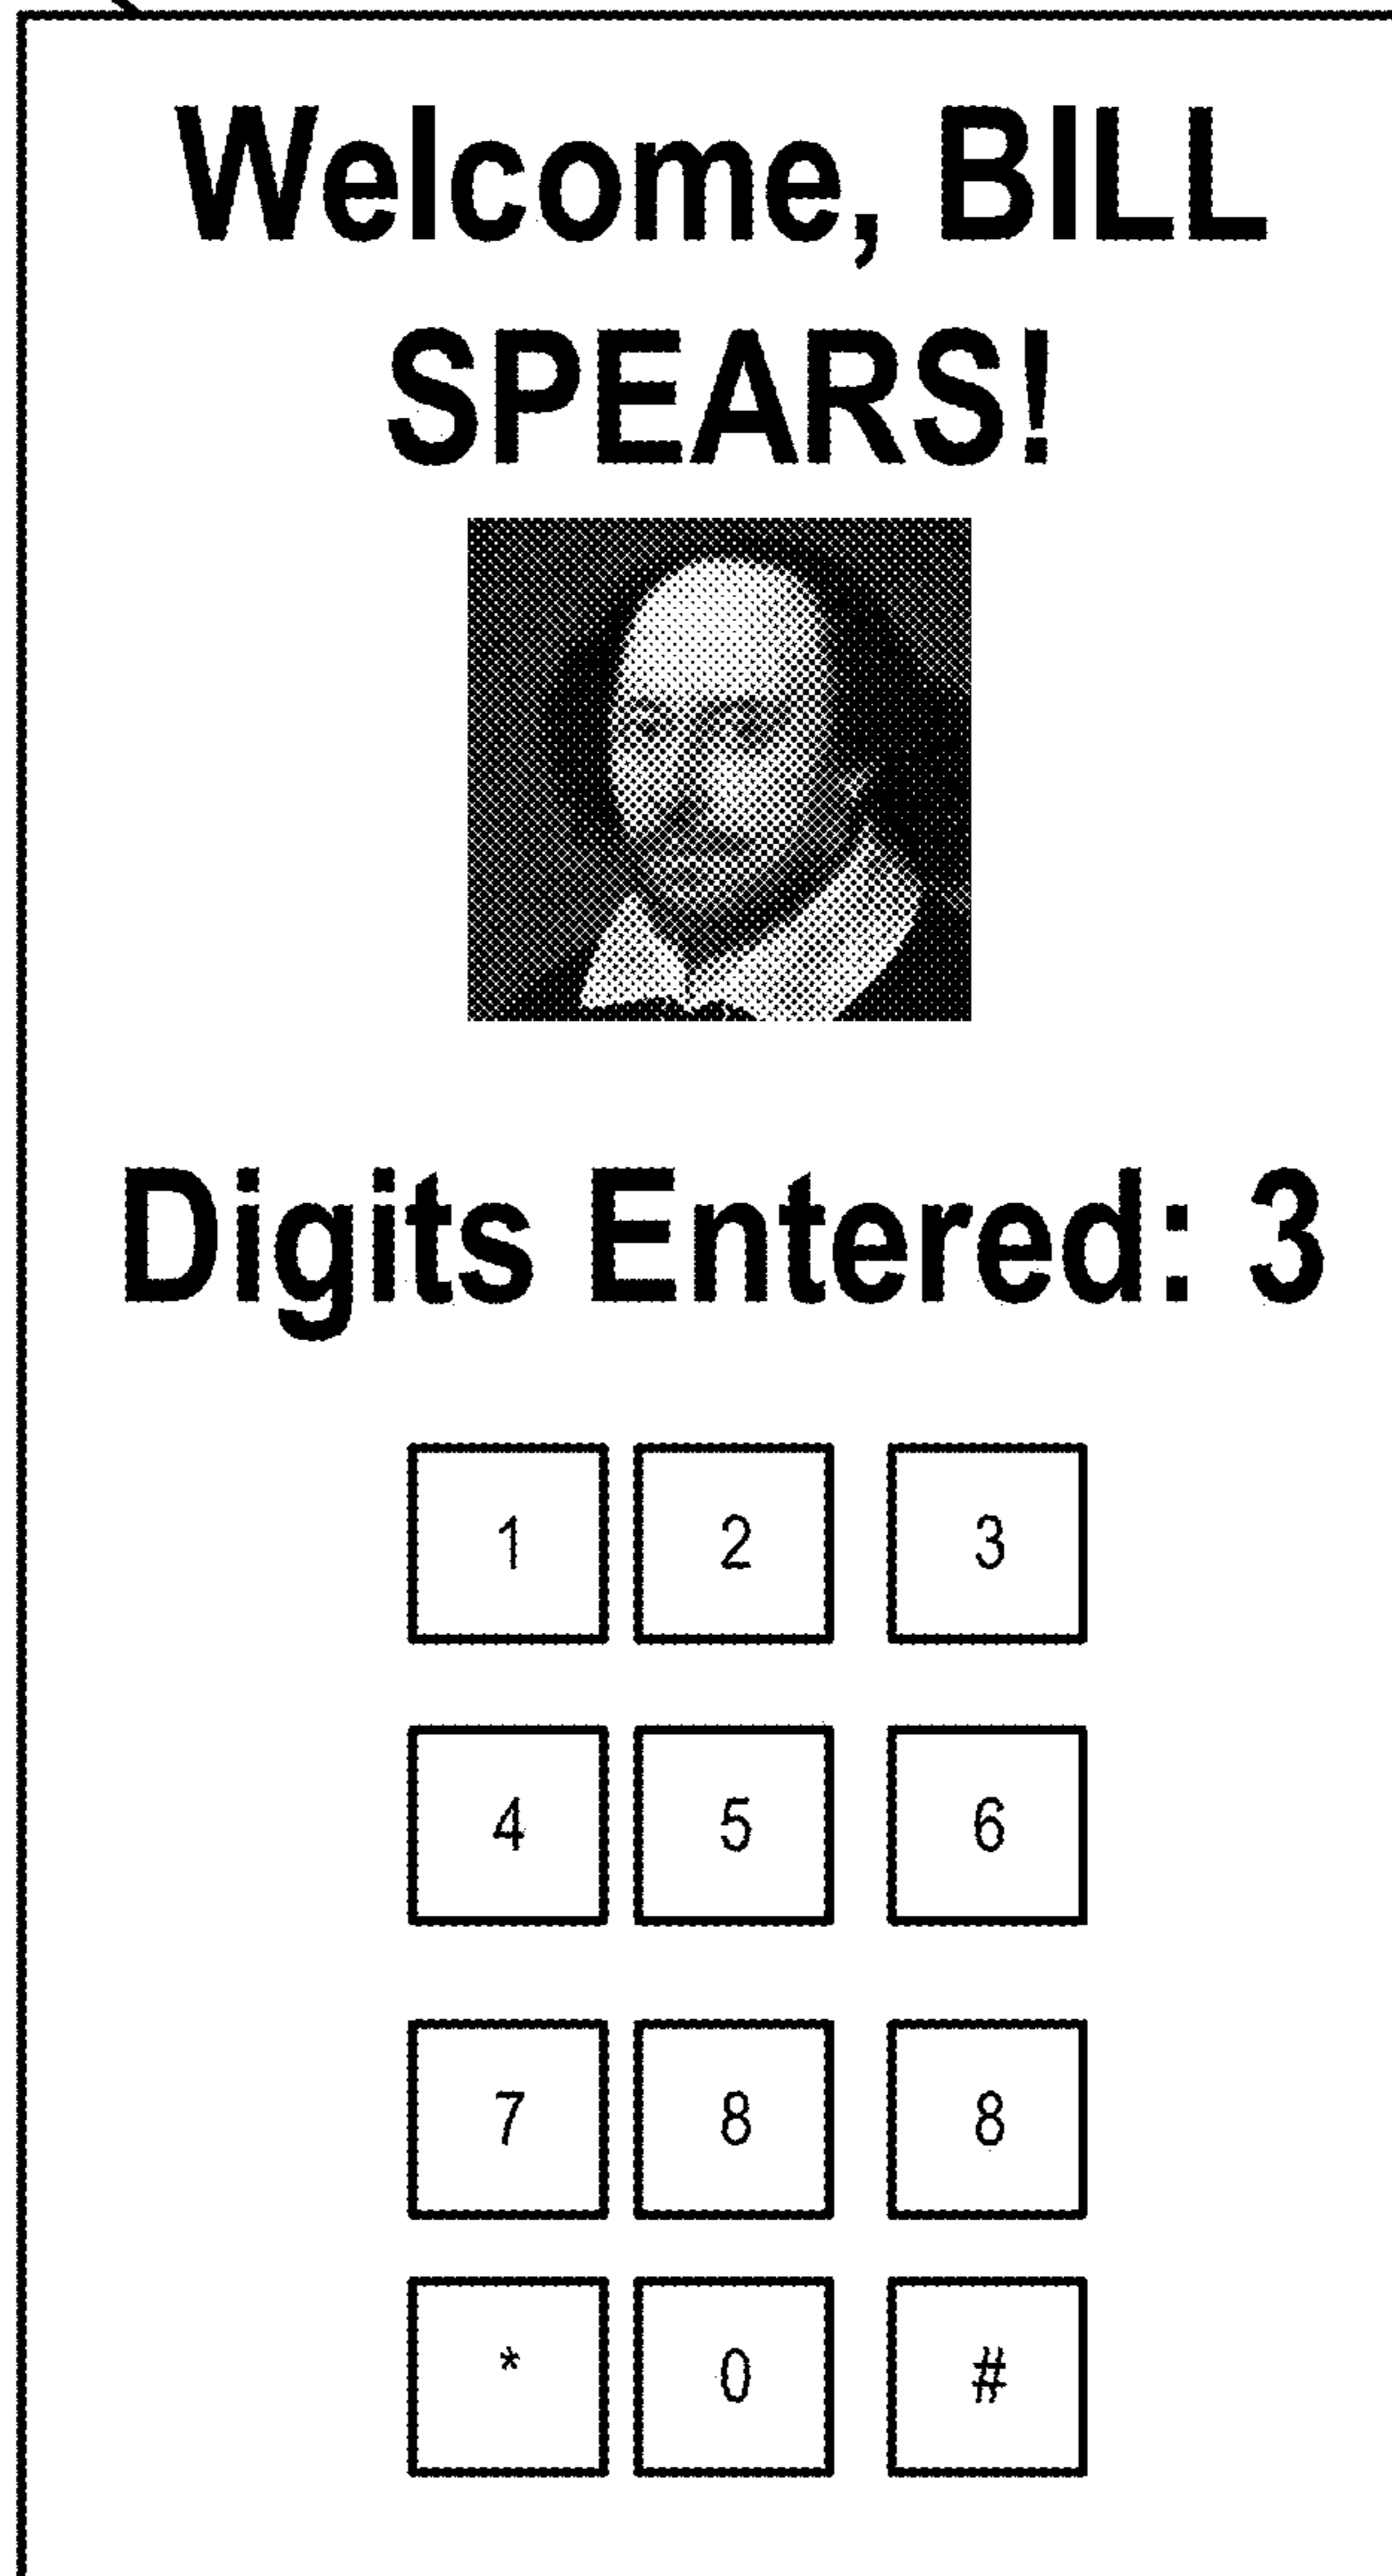 Welcome, BILL
SPEARS!
Digits Entered: 3
1 2 3
4 5 6
7 8 8
* 0 #